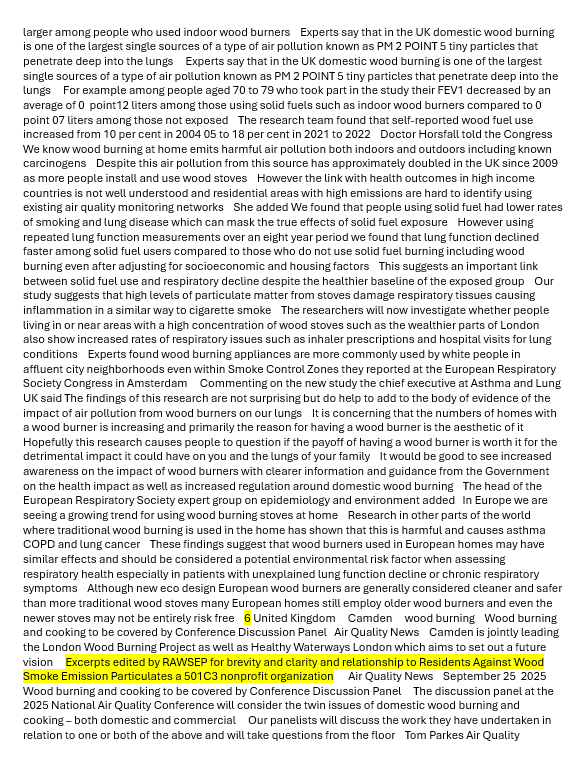 larger among people who used indoor wood burners    Experts say that in the UK domestic wood burning
is one of the largest single sources of a type of air pollution known as PM 2 POINT 5 tiny particles that
penetrate deep into the lungs    Experts say that in the UK domestic wood burning is one of the largest
single sources of a type of air pollution known as PM 2 POINT 5 tiny particles that penetrate deep into the
lungs    For example among people aged 70 to 79 who took part in the study their FEV1 decreased by an
average of 0  point12 liters among those using solid fuels such as indoor wood burners compared to 0
point 07 liters among those not exposed    The research team found that self-reported wood fuel use
increased from 10 per cent in 2004 05 to 18 per cent in 2021 to 2022    Doctor Horsfall told the Congress
We know wood burning at home emits harmful air pollution both indoors and outdoors including known
carcinogens    Despite this air pollution from this source has approximately doubled in the UK since 2009
as more people install and use wood stoves    However the link with health outcomes in high income
countries is not well understood and residential areas with high emissions are hard to identify using
existing air quality monitoring networks    She added We found that people using solid fuel had lower rates
of smoking and lung disease which can mask the true effects of solid fuel exposure    However using
repeated lung function measurements over an eight year period we found that lung function declined
faster among solid fuel users compared to those who do not use solid fuel burning including wood
burning even after adjusting for socioeconomic and housing factors    This suggests an important link
between solid fuel use and respiratory decline despite the healthier baseline of the exposed group    Our
study suggests that high levels of particulate matter from stoves damage respiratory tissues causing
inflammation in a similar way to cigarette smoke    The researchers will now investigate whether people
living in or near areas with a high concentration of wood stoves such as the wealthier parts of London
also show increased rates of respiratory issues such as inhaler prescriptions and hospital visits for lung
conditions    Experts found wood burning appliances are more commonly used by white people in
affluent city neighborhoods even within Smoke Control Zones they reported at the European Respiratory
Society Congress in Amsterdam    Commenting on the new study the chief executive at Asthma and Lung
UK said The findings of this research are not surprising but do help to add to the body of evidence of the
impact of air pollution from wood burners on our lungs    It is concerning that the numbers of homes with
a wood burner is increasing and primarily the reason for having a wood burner is the aesthetic of it
Hopefully this research causes people to question if the payoff of having a wood burner is worth it for the
detrimental impact it could have on you and the lungs of your family    It would be good to see increased
awareness on the impact of wood burners with clearer information and guidance from the Government
on the health impact as well as increased regulation around domestic wood burning    The head of the
European Respiratory Society expert group on epidemiology and environment added  In Europe we are
seeing a growing trend for using wood burning stoves at home    Research in other parts of the world
where traditional wood burning is used in the home has shown that this is harmful and causes asthma
COPD and lung cancer    These findings suggest that wood burners used in European homes may have
similar effects and should be considered a potential environmental risk factor when assessing
respiratory health especially in patients with unexplained lung function decline or chronic respiratory
symptoms    Although new eco design European wood burners are generally considered cleaner and safer
than more traditional wood stoves many European homes still employ older wood burners and even the
newer stoves may not be entirely risk free    6 United Kingdom    Camden    wood burning    Wood burning
and cooking to be covered by Conference Discussion Panel   Air Quality News    Camden is jointly leading
the London Wood Burning Project as well as Healthy Waterways London which aims to set out a future
vision    Excerpts edited by RAWSEP for brevity and clarity and relationship to Residents Against Wood
Smoke Emission Particulates a 501C3 nonprofit organization    Air Quality News    September 25  2025
Wood burning and cooking to be covered by Conference Discussion Panel    The discussion panel at the
2025 National Air Quality Conference will consider the twin issues of domestic wood burning and
cooking – both domestic and commercial    Our panelists will discuss the work they have undertaken in
relation to one or both of the above and will take questions from the floor    Tom Parkes Air Quality